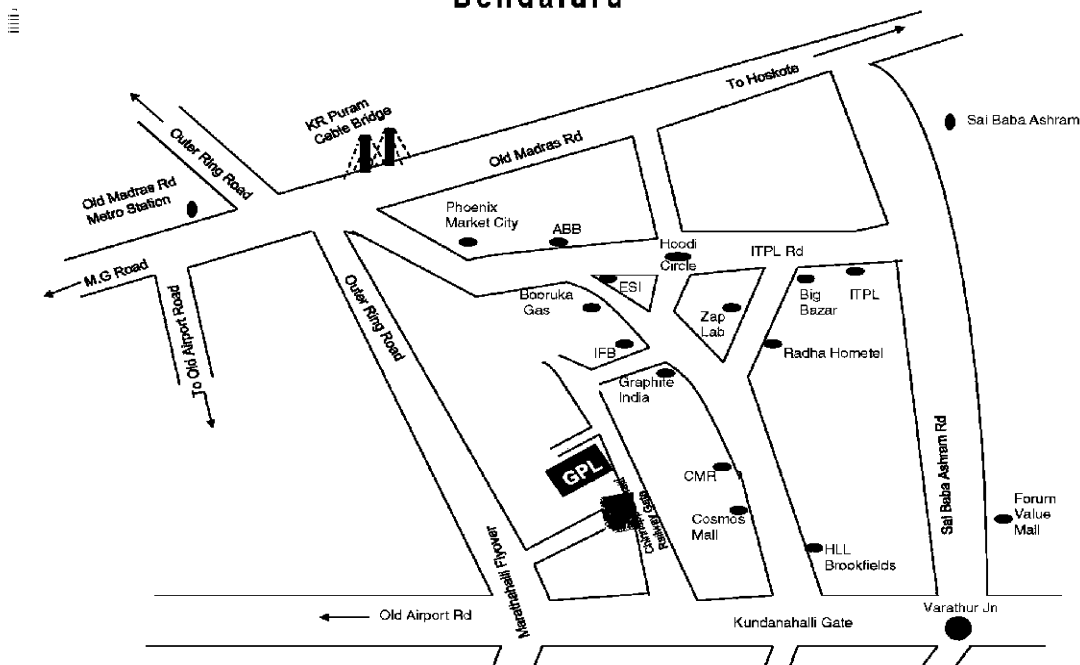 Bengaluru
To Hoskote
KR Puram
Cable Bridge
Sai Baba Ashram
Outer Ring Road
Old Madras Rd
Old Madras Rd
Metro Station
Phoenix
Market City
ABB
Hoodi
Circle
ITPL Rd
M.G Road
ESI
Booruka
Gas
Big
Bazar
ITPL
Zap
Lab
To Old Airport Road
Outer Ring Road
IFB
Radha Hometel
Graphite
India
GPL
CMR
Cosmos
Mall
Railway Gate
Sai Baba Ashram Rd
Forum
Value
Mall
HLL
Brookfields
Marathahalli Flyover
Old Airport Rd
Kundanahalli Gate
Varathur Jn